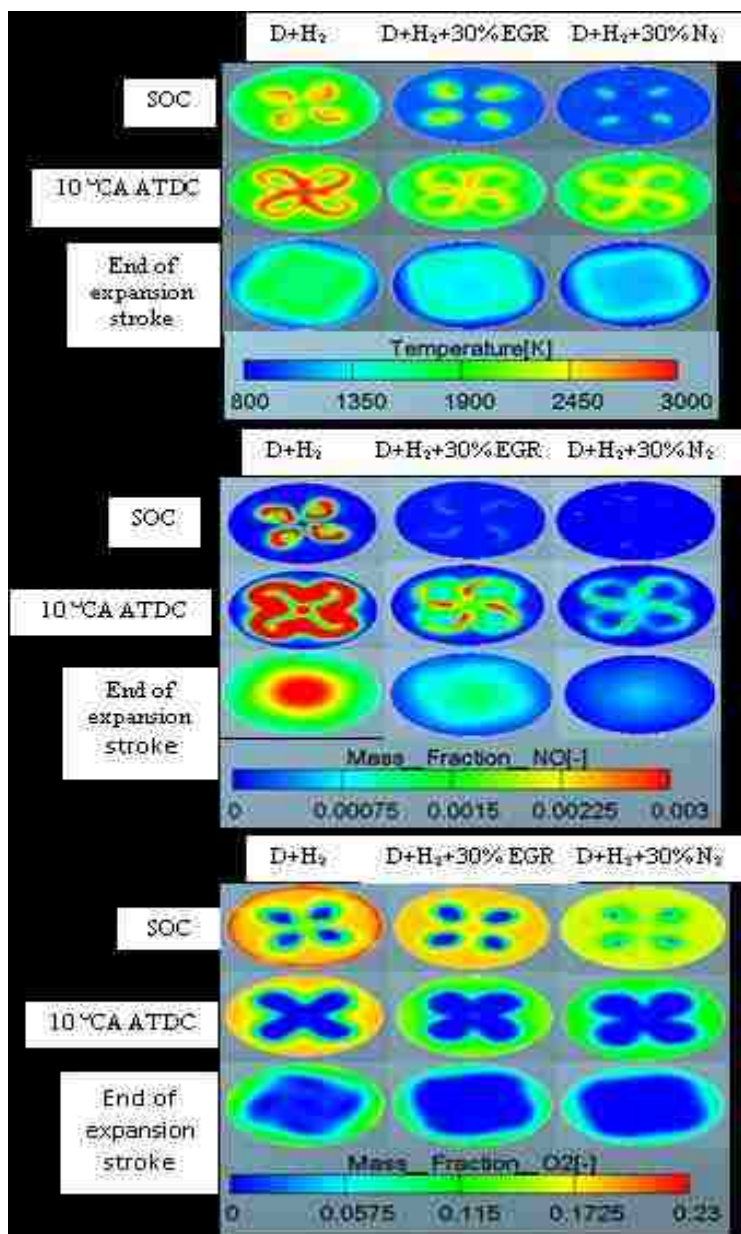 D+H₂ D+H₂+30%EGR D+H₂+30%N₂
SOC
10 ᵒCA ATDC
End of
expansion
stroke
Temperature[K]
800 1350 1900 2450 3000
D+H₂ D+H₂+30%EGR D+H₂+30%N₂
SOC
10 ᵒCA ATDC
End of
expansion
stroke
Mass_Fraction_NO[-]
0 0.00075 0.0015 0.00225 0.003
D+H₂ D+H₂+30%EGR D+H₂+30%N₂
SOC
10 ᵒCA ATDC
End of
expansion
stroke
Mass_Fraction_O2[-]
0 0.0575 0.115 0.1725 0.23